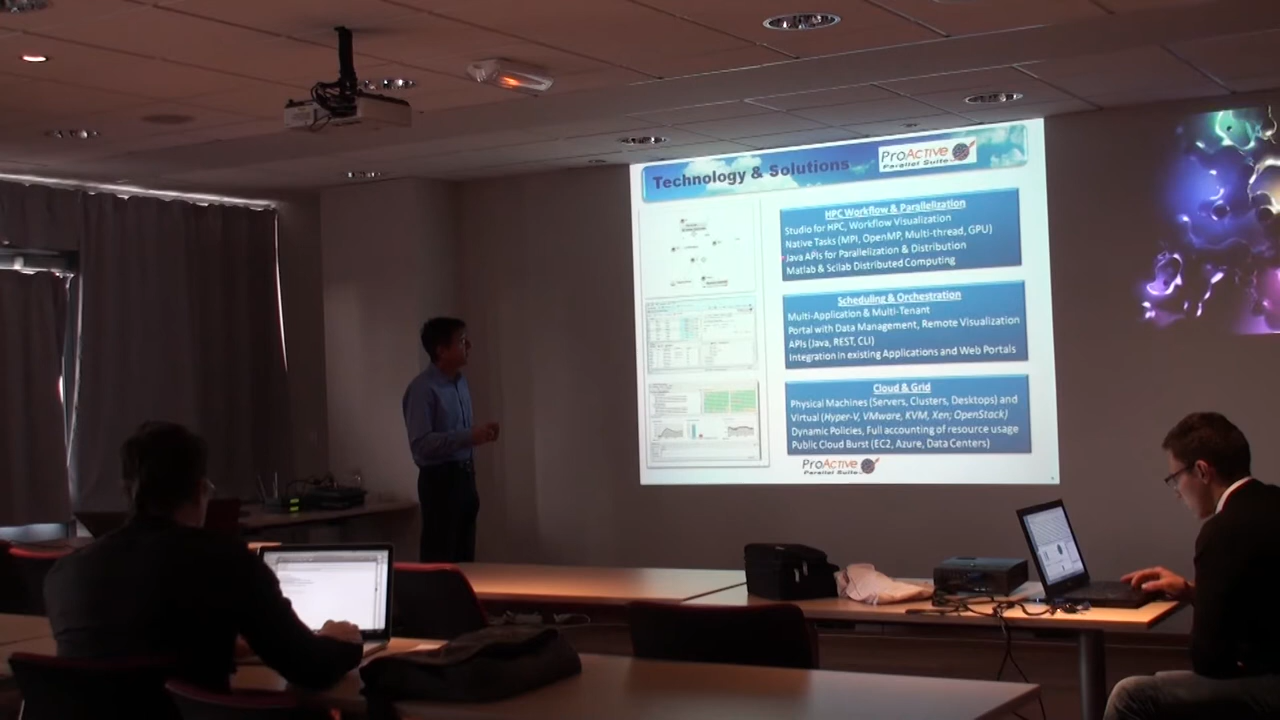 Technology & Solutions
ProActive
Parallel Suite
HPC Workflow & Parallelization
Studio for HPC, Workflow Visualization
Native Tasks (MPI, OpenMP, Multi-thread, GPU)
Java APIs for Parallelization & Distribution
Matlab & Scilab Distributed Computing
Scheduling & Orchestration
Multi-Application & Multi-Tenant
Portal with Data Management, Remote Visualization
APIs (Java, REST, CLI)
Integration in existing Applications and Web Portals
Cloud & Grid
Physical Machines (Servers, Clusters, Desktops) and
Virtual (Hyper-V, VMware, KVM, Xen; OpenStack)
Dynamic Policies, Full accounting of resource usage
Public Cloud Burst (EC2, Azure, Data Centers)
ProActive
Parallel Suite